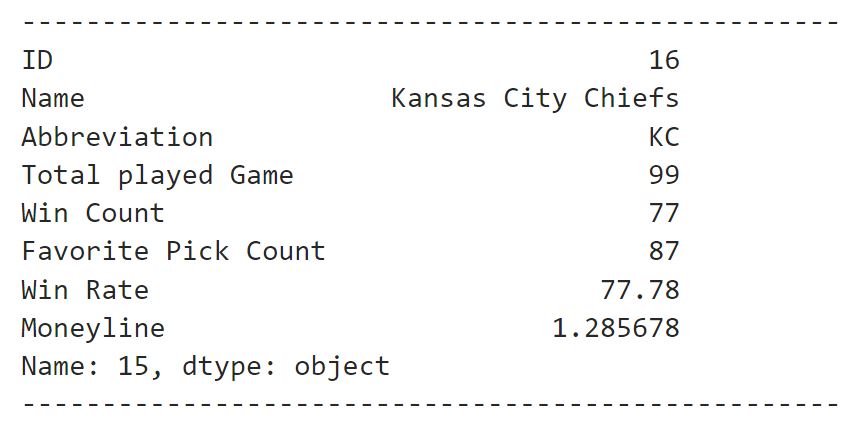 ----------------------------------------------------
ID                                     16
Name                   Kansas City Chiefs
Abbreviation                           KC
Total played Game                      99
Win Count                              77
Favorite Pick Count                    87
Win Rate                            77.78
Moneyline                        1.285678
Name: 15, dtype: object
----------------------------------------------------